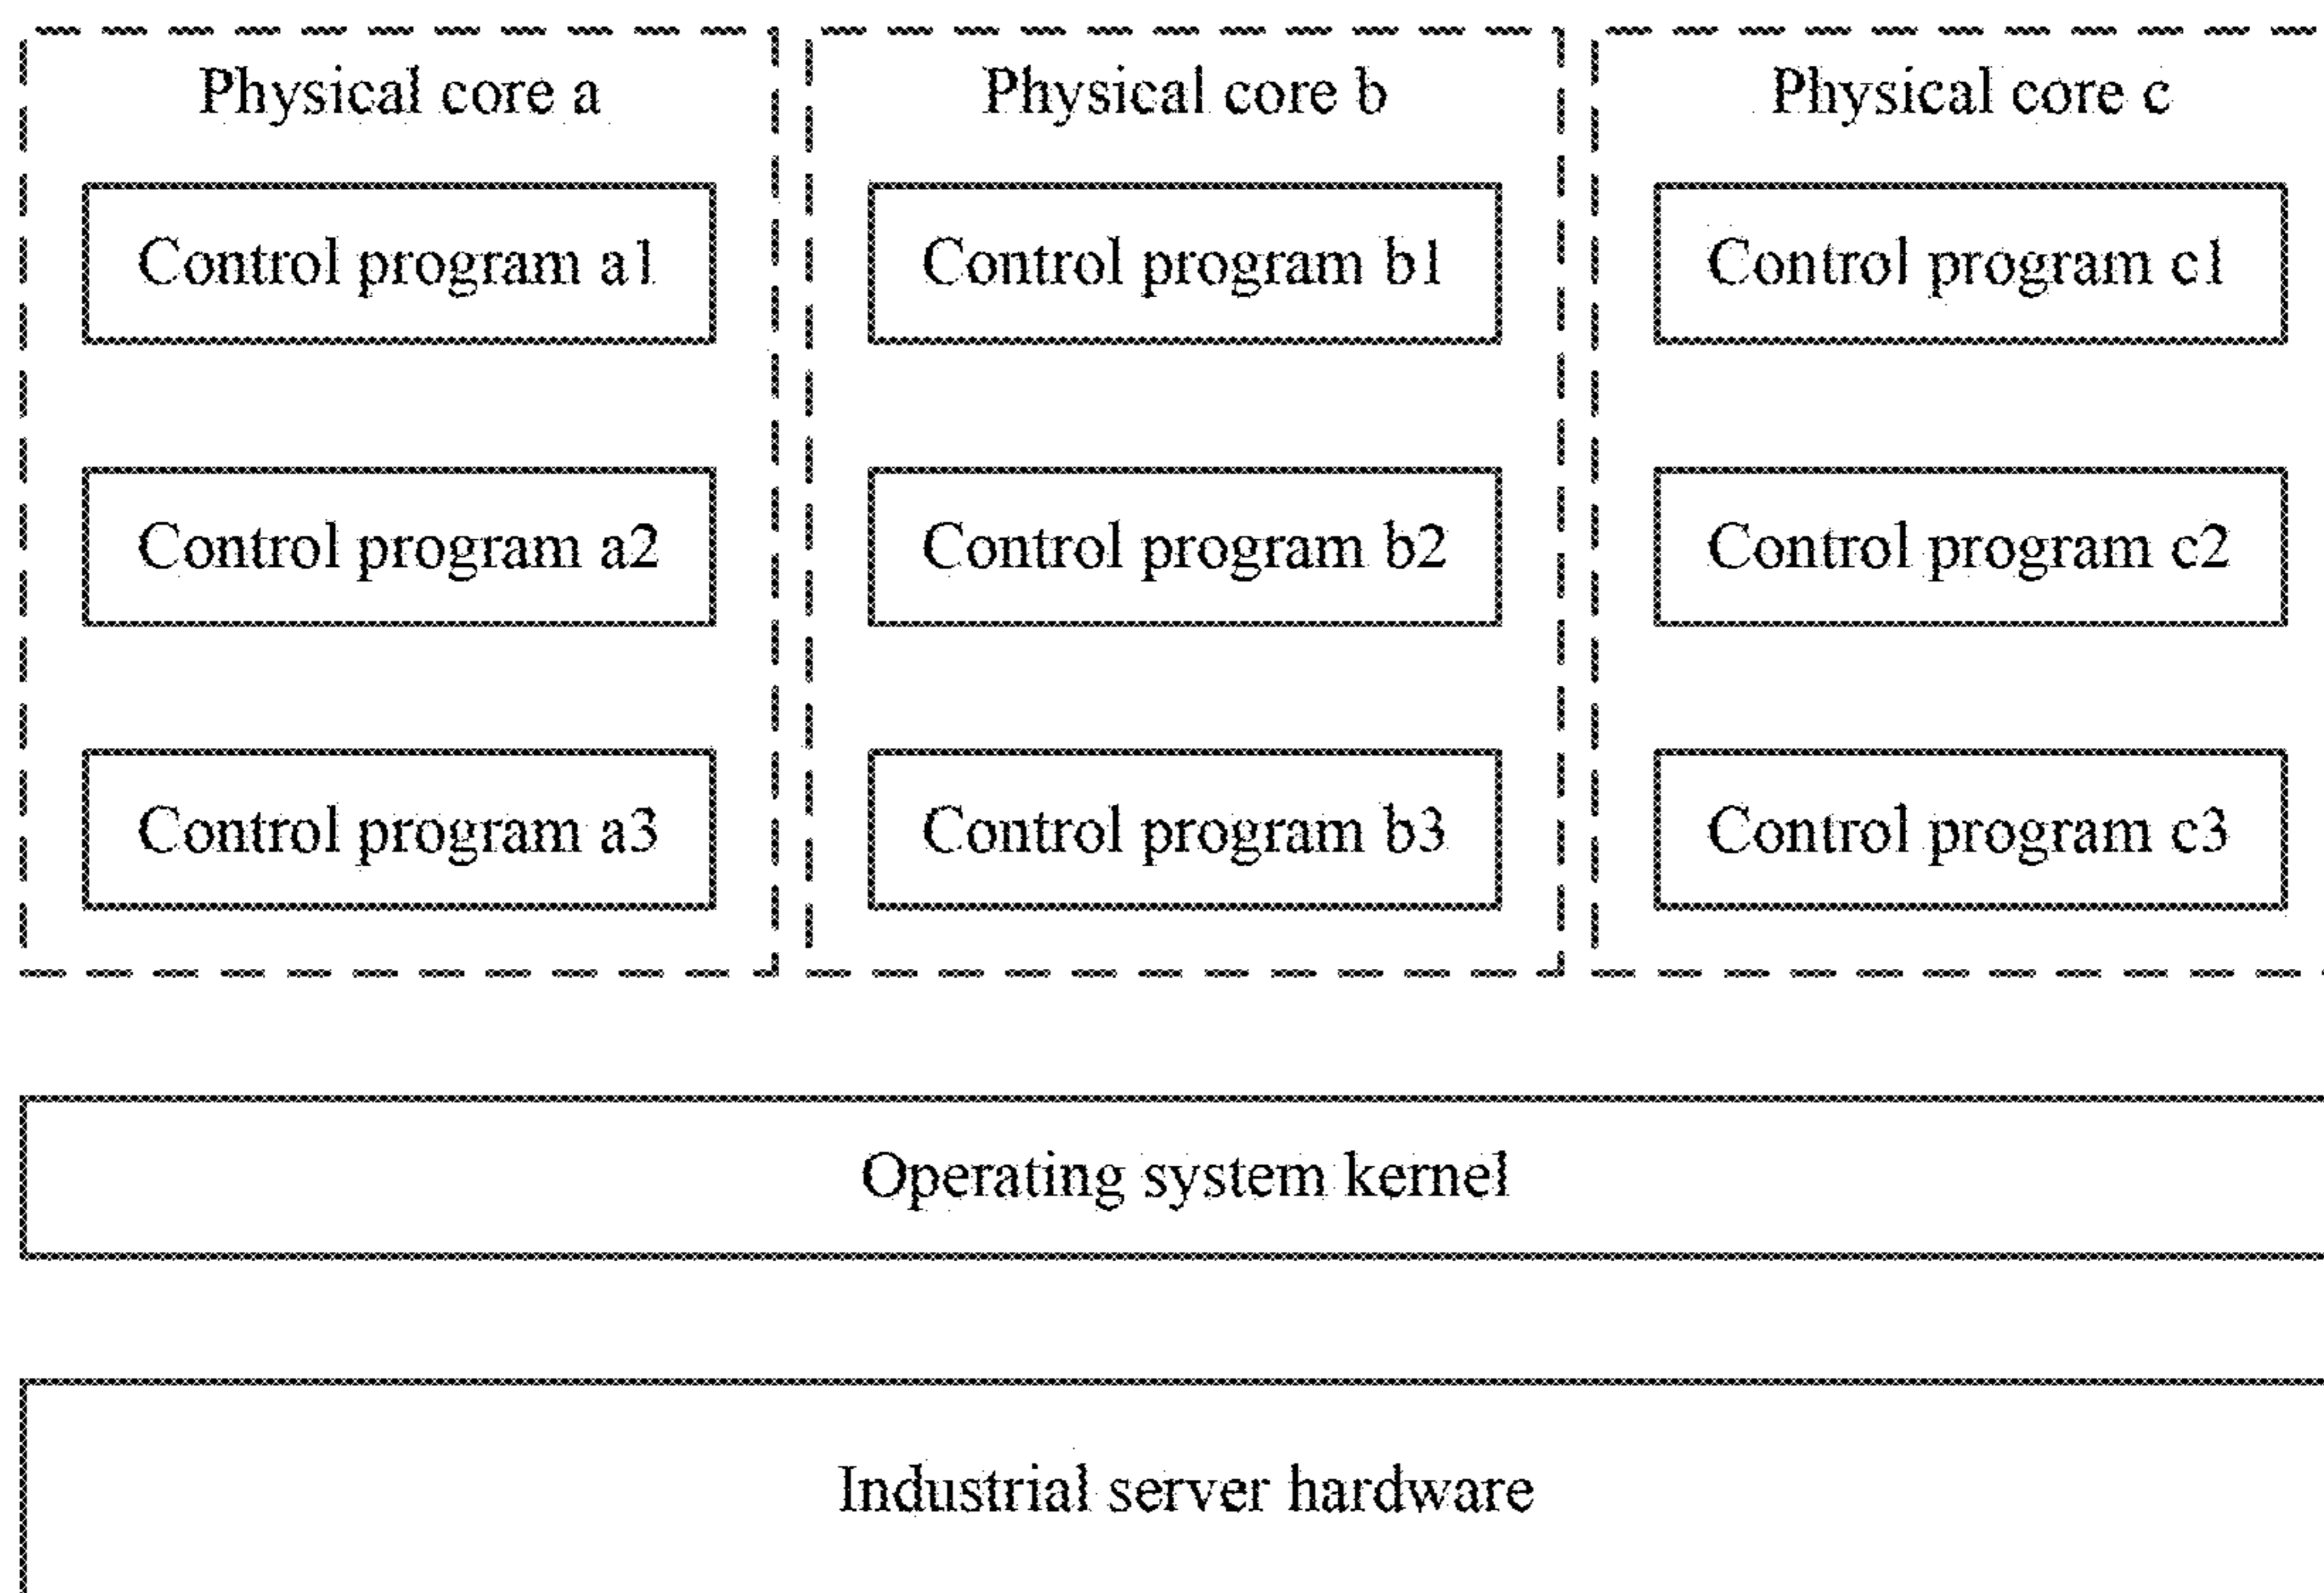 Physical core a
Physical core b
Physical core c
Control program a1
Control program b1
Control program c1
Control program a2
Control program b2
Control program c2
Control program a3
Control program b3
Control program c3
Operating system kernel
Industrial server hardware